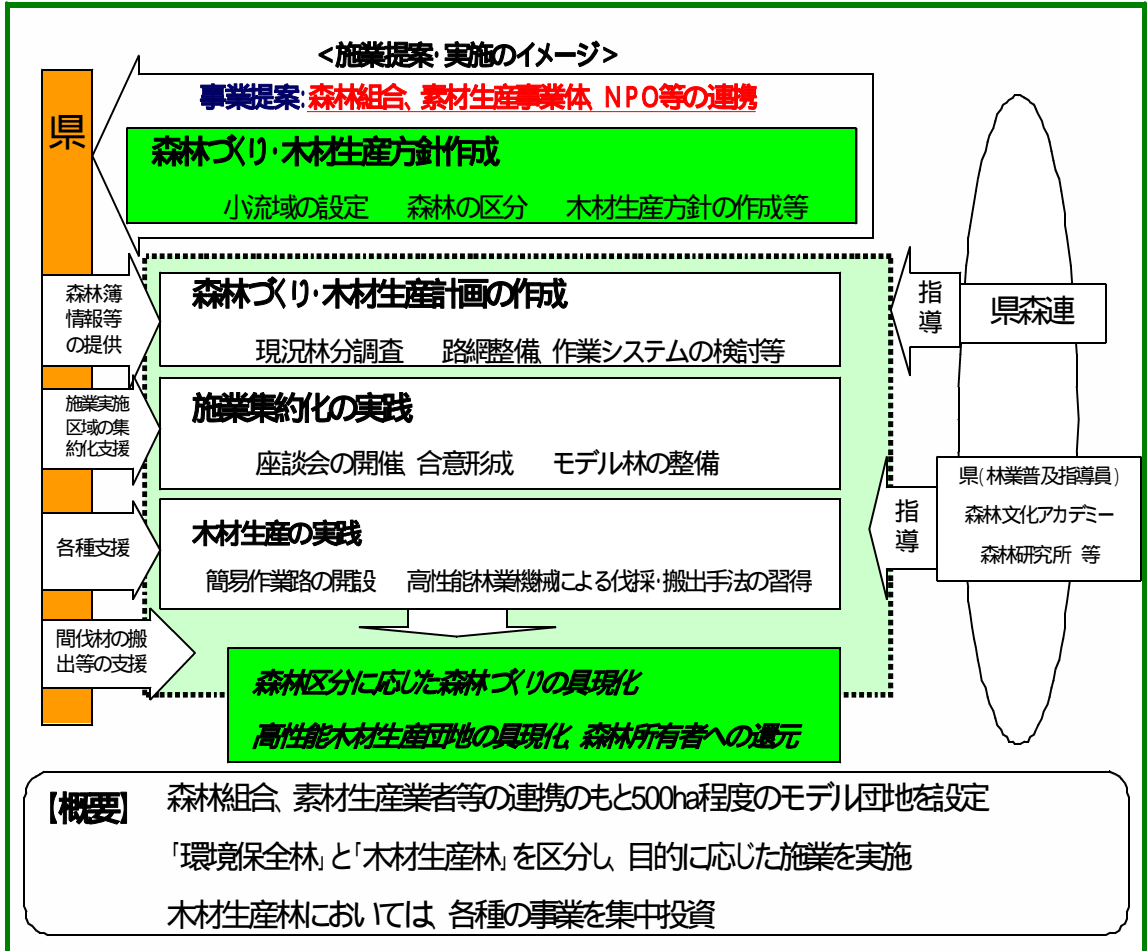 <施業提案・実施のイメージ>
事業提案:森林組合、素材生産事業体、NPO等の連携
県
森林づくり・木材生産方針作成
小流域の設定 森林の区分 木材生産方針の作成等
森林簿
情報等
の提供
森林づくり・木材生産計画の作成
現況林分調査 路網整備、作業システムの検討等
指
導
県森連
施業実施
区域の集
約化支援
施業集約化の実践
座談会の開催、合意形成 モデル林の整備
各種支援
木材生産の実践
簡易作業路の開設 高性能林業機械による伐採・搬出手法の習得
指
導
県(林業普及指導員)
森林文化アカデミー
森林研究所 等
間伐材の搬
出等の支援
森林区分に応じた森林づくりの具現化
高性能木材生産団地の具現化、森林所有者への還元
【概要】 森林組合、素材生産業者等の連携のもと500ha程度のモデル団地を設定
「環境保全林」と「木材生産林」を区分し、目的に応じた施業を実施
木材生産林においては、各種の事業を集中投資